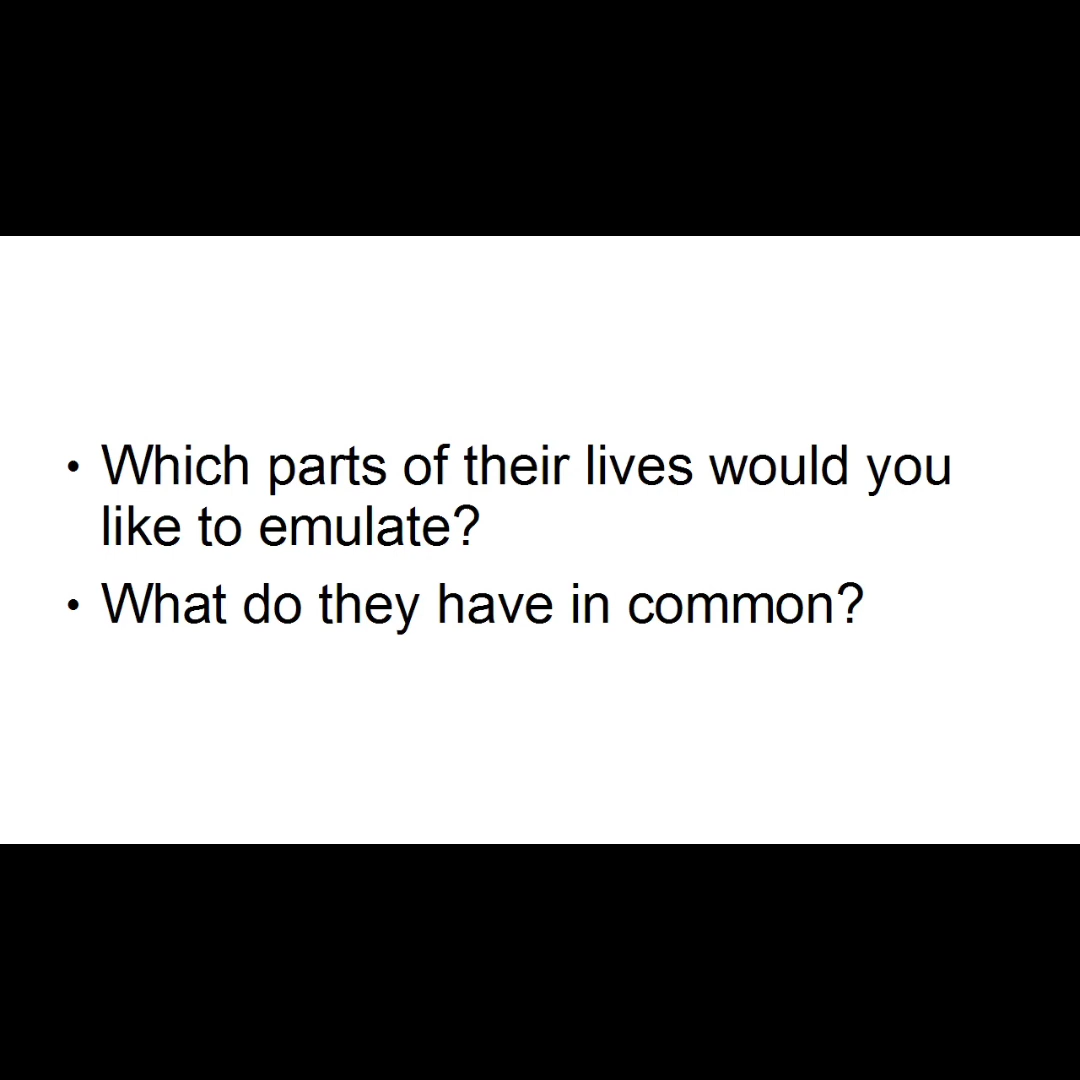 • Which parts of their lives would you
like to emulate?
• What do they have in common?